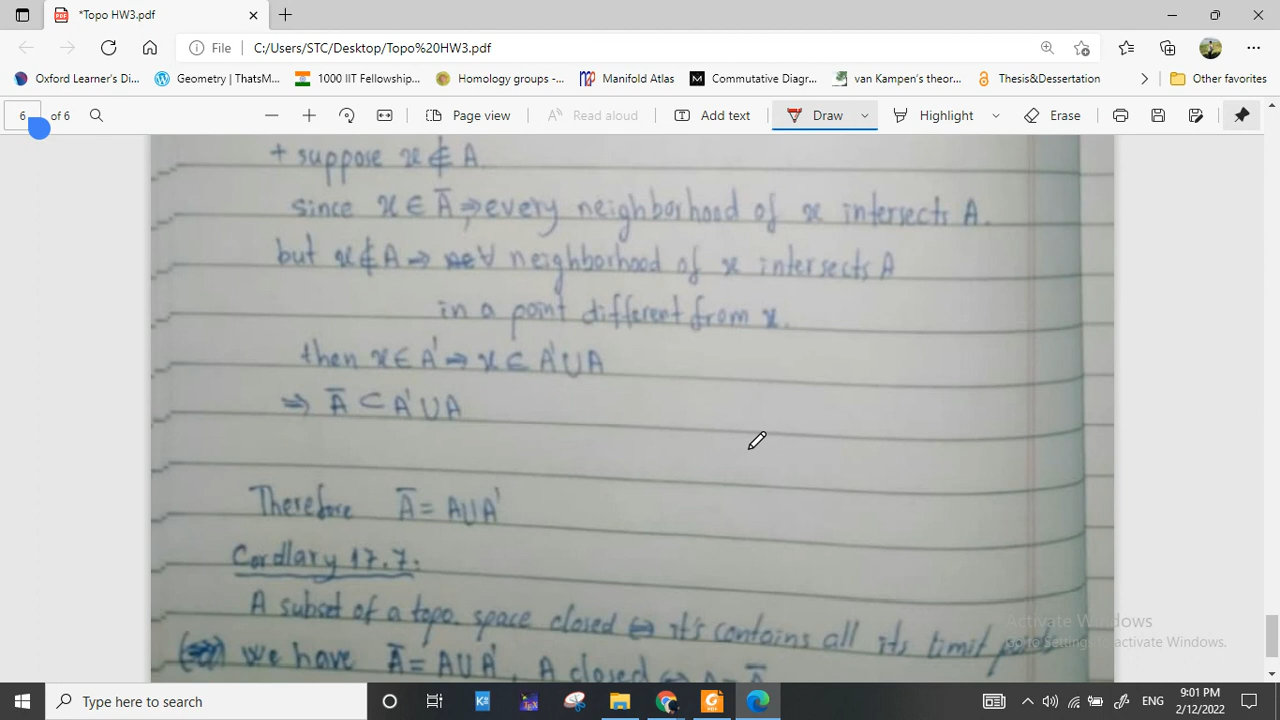 *Topo HW3.pdf
File C:/Users/STC/Desktop/Topo%20HW3.pdf
Oxford Learner's Di... Geometry | ThatsM... 1000 IIT Fellowship... Homology groups -... Manifold Atlas Commutative Diagr... van Kampen's theor... Thesis&Dessertation Other favorites
6 of 6 Page view Read aloud Add text Draw Highlight Erase
+ suppose x ∉ A
since x ∈ Ā ⇒ every neighborhood of x intersects A.
but x ∉ A ⇒ ∀ neighborhood of x intersects A
in a point different from x.
then x ∈ A' ⇒ x ∈ A' ∪ A
⇒ Ā ⊂ A' ∪ A
Therefore Ā = A ∪ A'
Corollary 17.7:
A subset of a topo. space closed ⇔ it's contains all its limit
we have Ā = A ∪ A', A closed ⇔
Activate Windows
Go to Settings to activate Windows.
Type here to search
ENG
9:01 PM
2/12/2022